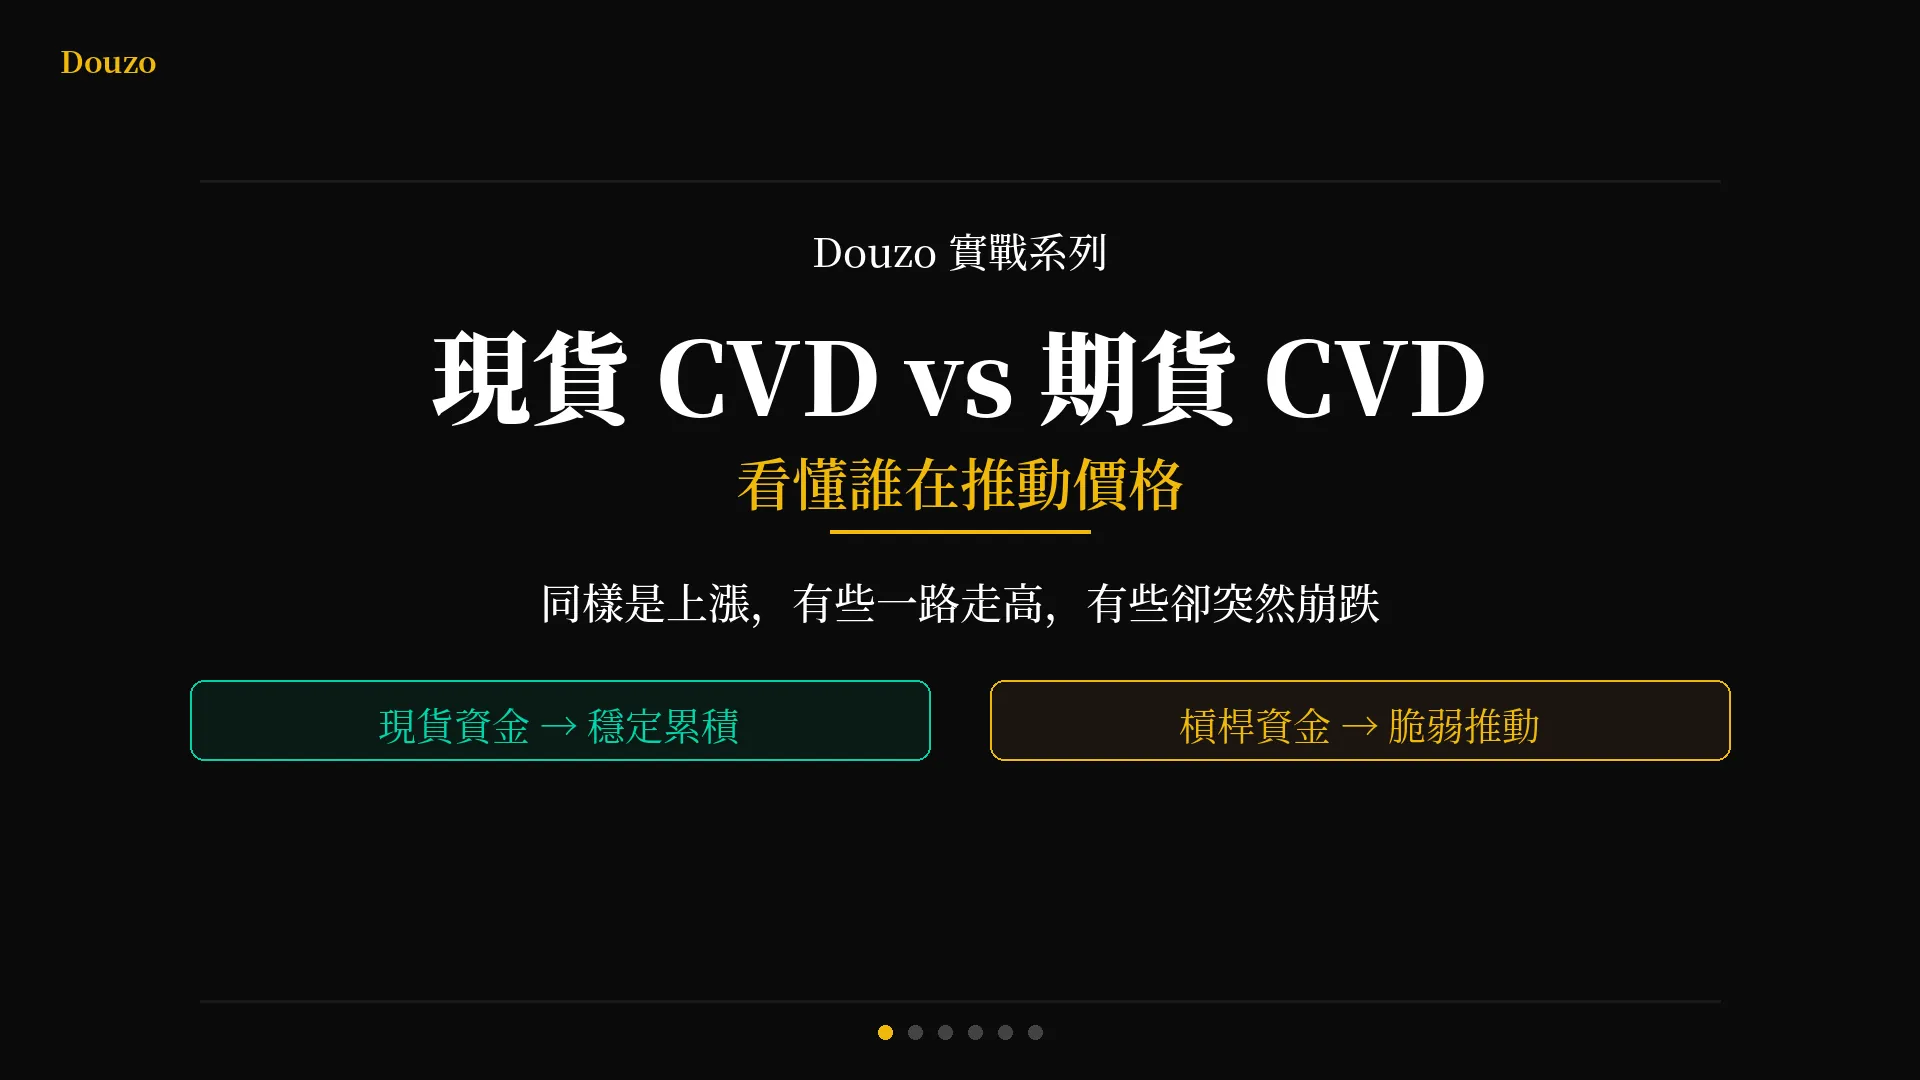 Douzo
Douzo 實戰系列
現貨 CVD vs 期貨 CVD
看懂誰在推動價格
同樣是上漲，有些一路走高，有些卻突然崩跌
現貨資金 → 穩定累積
槓桿資金 → 脆弱推動